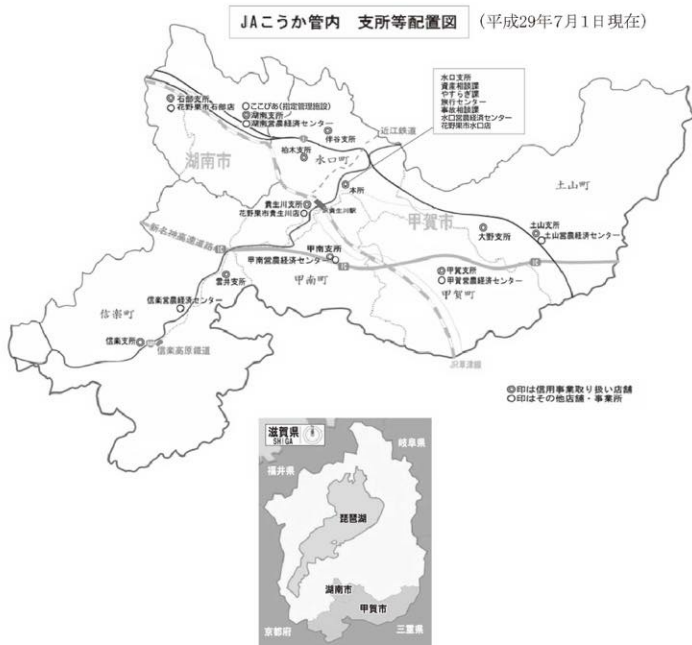 JAこうか管内 支所等配置図 (平成29年7月1日現在)
水口支所
資産相談課
やすらぎ課
旅行センター
事故相談課
水口営農経済センター
花野果市水口店
◎石部支所
○花野果市石部店
○ここぴあ(指定管理施設)
◎湖南支所
○湖南営農経済センター
伴谷支所
近江鉄道
柏木支所
水口町
湖南市
本所
土山町
貴生川支所
花野果市貴生川店
JR貴生川駅
甲賀市
大野支所
土山支所
土山営農経済センター
新名神高速道路
甲南支所
甲南営農経済センター
甲南町
◎甲賀支所
○甲賀営農経済センター
甲賀町
雲井支所
信楽営農経済センター
信楽町
信楽支所
信楽高原鐵道
JR草津線
◎印は信用事業取り扱い店舗
○印はその他店舗・事業所
滋賀県
SHIGA
岐阜県
福井県
琵琶湖
湖南市
甲賀市
京都府
三重県